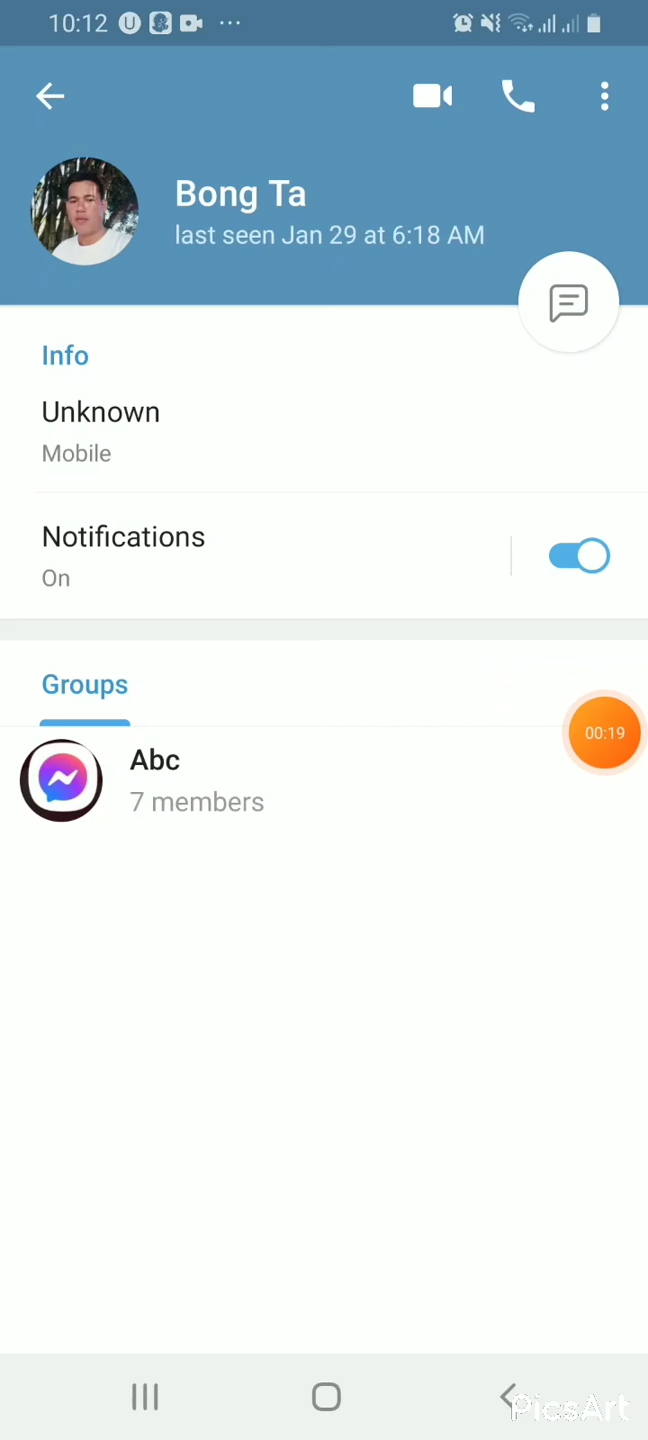 10:12
Bong Ta
last seen Jan 29 at 6:18 AM
Info
Unknown
Mobile
Notifications
On
Groups
00:19
Abc
7 members
PicsArt